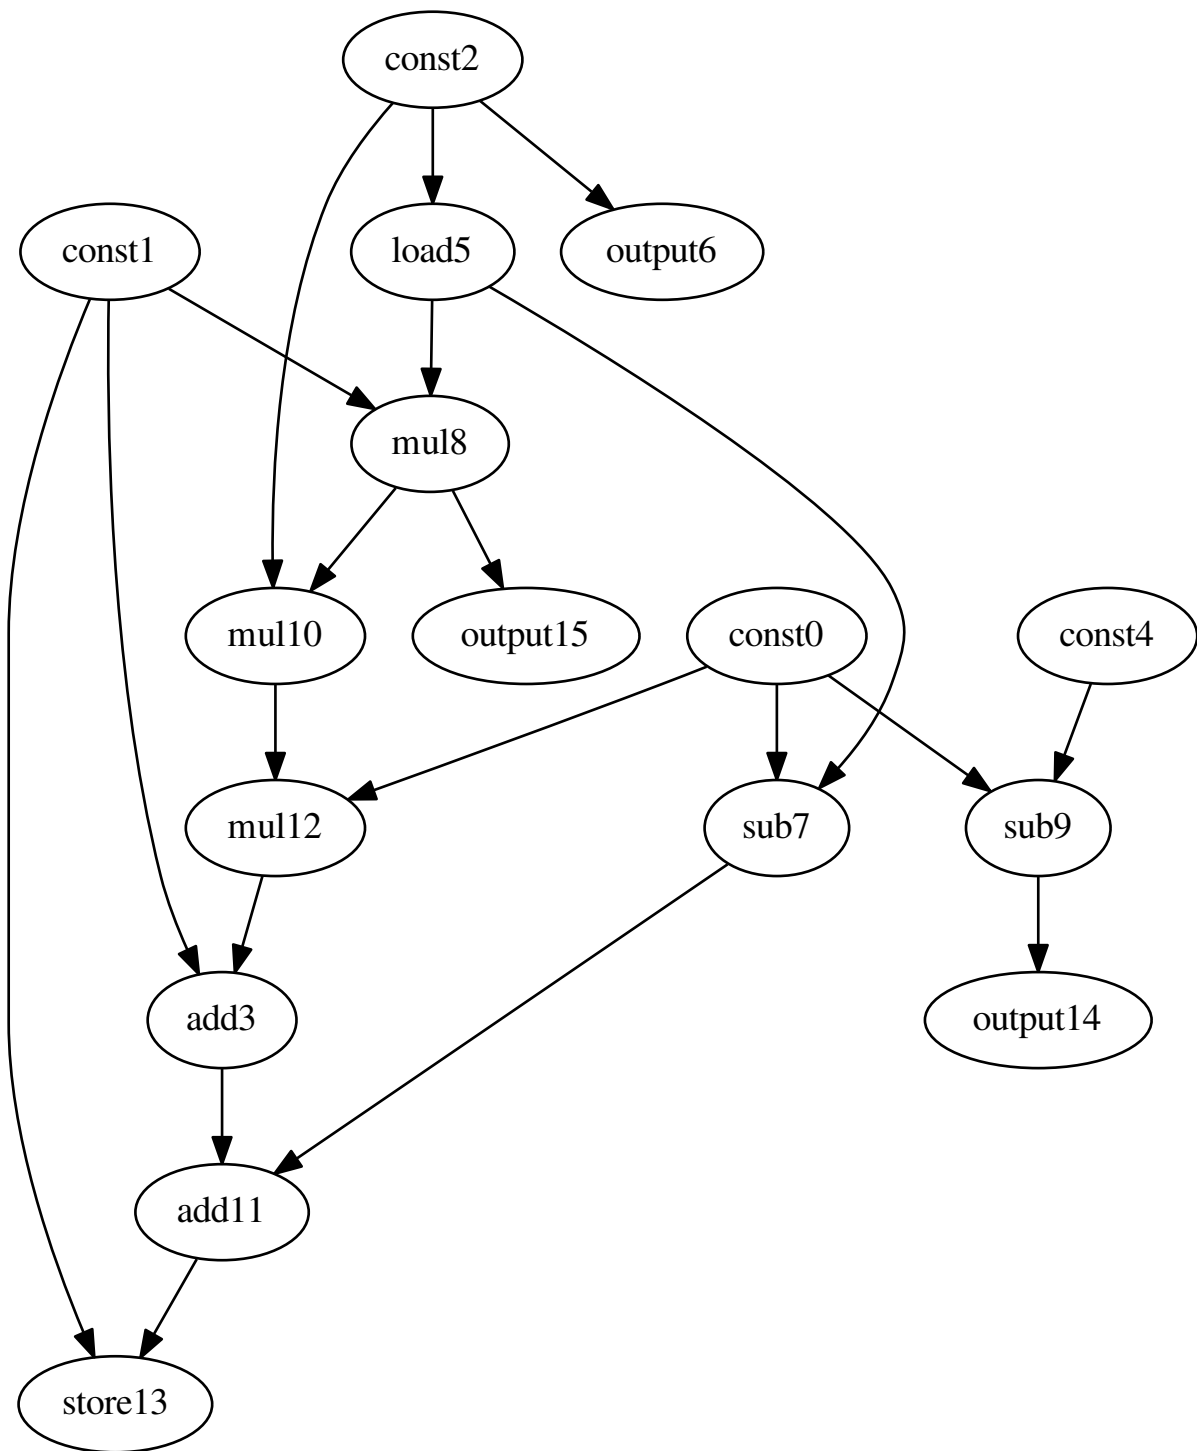 const2
const1
load5
output6
mul8
mul10
output15
const0
const4
mul12
sub7
sub9
add3
output14
add11
store13